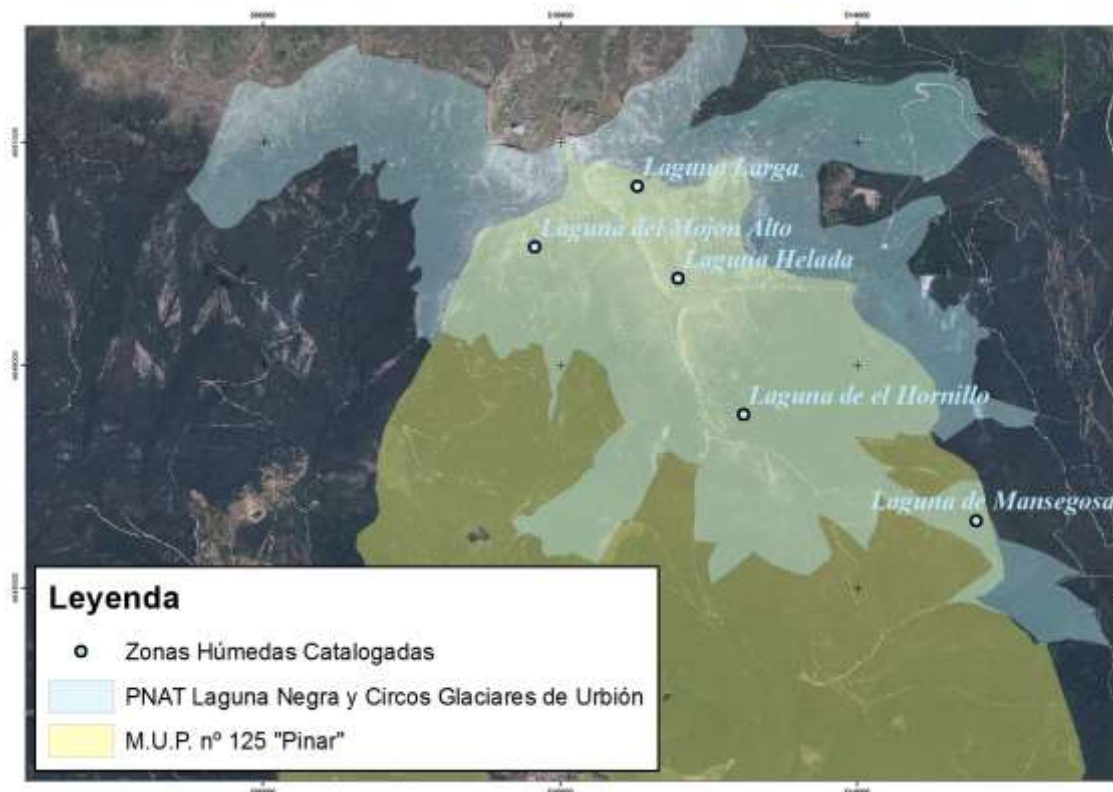 Laguna Larga
Laguna del Mojón Alto
Laguna Helada
Laguna de el Hornillo
Laguna de Mansegosa
Leyenda
Zonas Húmedas Catalogadas
PNAT Laguna Negra y Circos Glaciares de Urbión
M.U.P. nº 125 "Pinar"